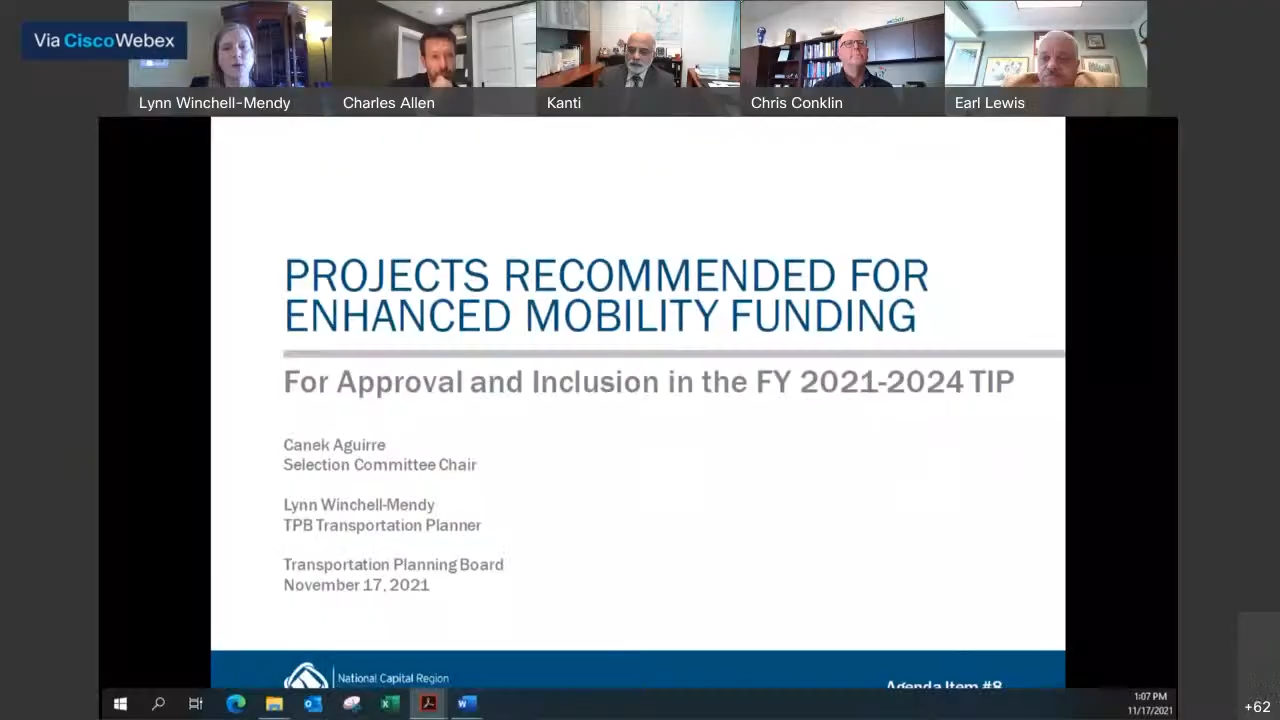 Via CiscoWebex
Lynn Winchell-Mendy
Charles Allen
Kanti
Chris Conklin
Earl Lewis
PROJECTS RECOMMENDED FOR
ENHANCED MOBILITY FUNDING
For Approval and Inclusion in the FY 2021-2024 TIP
Canek Aguirre
Selection Committee Chair
Lynn Winchell-Mendy
TPB Transportation Planner
Transportation Planning Board
November 17, 2021
National Capital Region
Agenda Item #8
1:07 PM
11/17/2021
+62